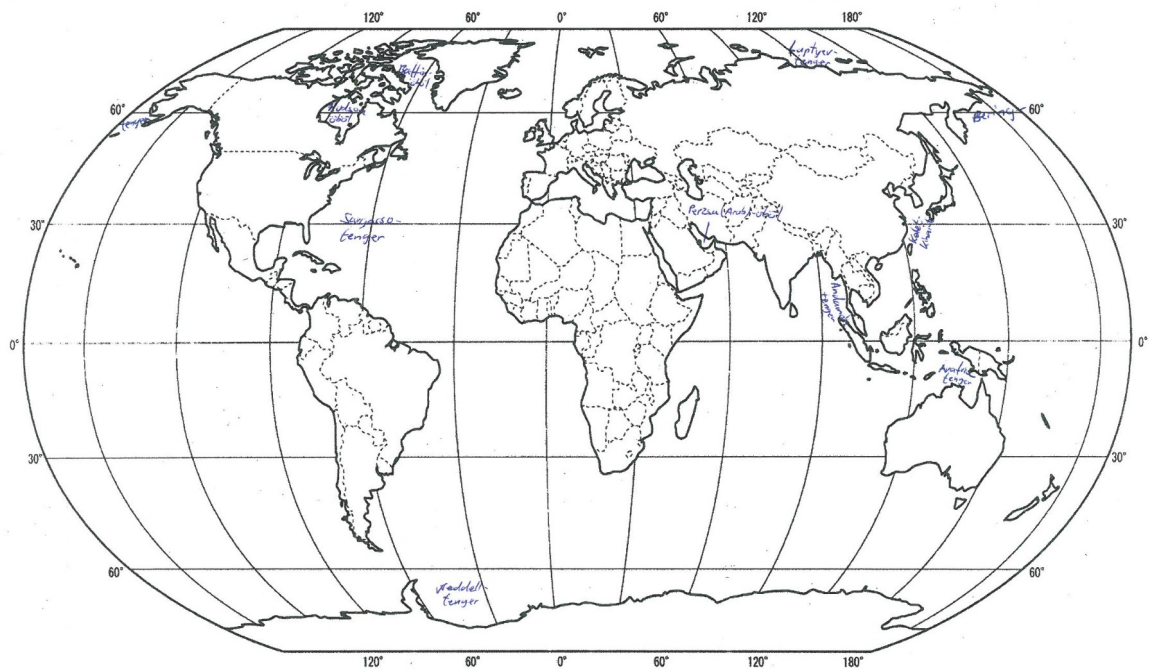 120° 60° 0° 60° 120° 180°
Laptyev-
tenger
Baffin-
öböl
Hudson
öböl
60°
60°
tenger
Bering-
Perzsa (Arab)-öböl
Sargasso-
tenger
30°
30°
Kelet-
Andamán
tenger
0°
0°
Arafura
tenger
30°
30°
60°
60°
Weddell-
tenger
120° 60° 0° 60° 120° 180°